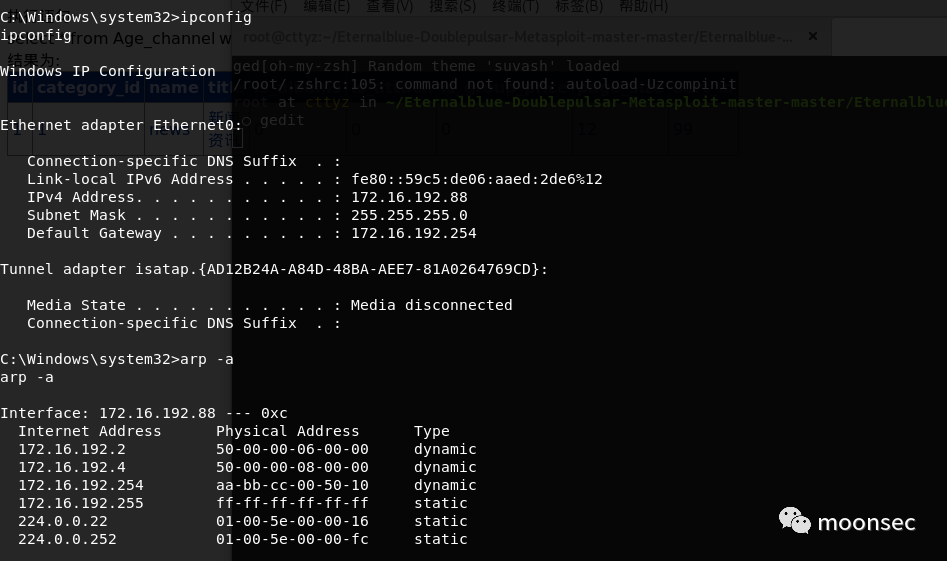 文件(F) 编辑(E) 查看(V) 搜索(S) 终端(T) 标签(B) 帮助(H)
C:\Windows\system32>ipconfig
ipconfig
from Age_channel w
root@cttyz:~/Eternalblue-Doublepulsar-Metasploit-master-master/Eternalblue-... ×
结果为:
ged[oh-my-zsh] Random theme 'suvash' loaded
Windows IP Configuration
/root/.zshrc:105: command not found: autoload-Uzcompinit
id category_id name titl
root at cttyz in ~/Eternalblue-Doublepulsar-Metasploit-master-master/Eternalblu
○ gedit
Ethernet adapter Ethernet0:
1 1 news 0 0 12 99
资讯
Connection-specific DNS Suffix . :
Link-local IPv6 Address . . . . . : fe80::59c5:de06:aaed:2de6%12
IPv4 Address. . . . . . . . . . . : 172.16.192.88
Subnet Mask . . . . . . . . . . . : 255.255.255.0
Default Gateway . . . . . . . . . : 172.16.192.254
Tunnel adapter isatap.{AD12B24A-A84D-48BA-AEE7-81A0264769CD}:
Media State . . . . . . . . . . . : Media disconnected
Connection-specific DNS Suffix . :
C:\Windows\system32>arp -a
arp -a
Interface: 172.16.192.88 --- 0xc
Internet Address Physical Address Type
172.16.192.2 50-00-00-06-00-00 dynamic
172.16.192.4 50-00-00-08-00-00 dynamic
172.16.192.254 aa-bb-cc-00-50-10 dynamic
172.16.192.255 ff-ff-ff-ff-ff-ff static
224.0.0.22 01-00-5e-00-00-16 static
224.0.0.252 01-00-5e-00-00-fc static
moonsec